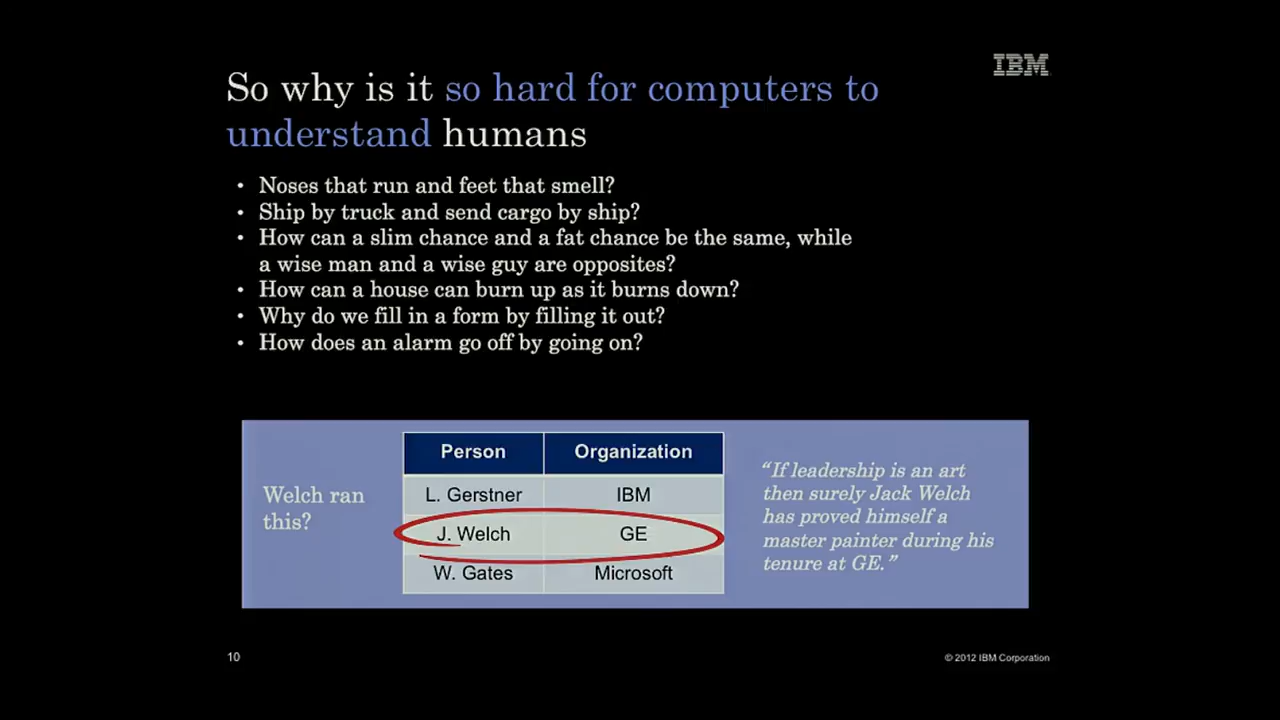 IBM
So why is it so hard for computers to
understand humans
• Noses that run and feet that smell?
• Ship by truck and send cargo by ship?
• How can a slim chance and a fat chance be the same, while
a wise man and a wise guy are opposites?
• How can a house can burn up as it burns down?
• Why do we fill in a form by filling it out?
• How does an alarm go off by going on?
Welch ran
this?
Person Organization
L. Gerstner IBM
J. Welch GE
W. Gates Microsoft
“If leadership is an art
then surely Jack Welch
has proved himself a
master painter during his
tenure at GE.”
10
© 2012 IBM Corporation